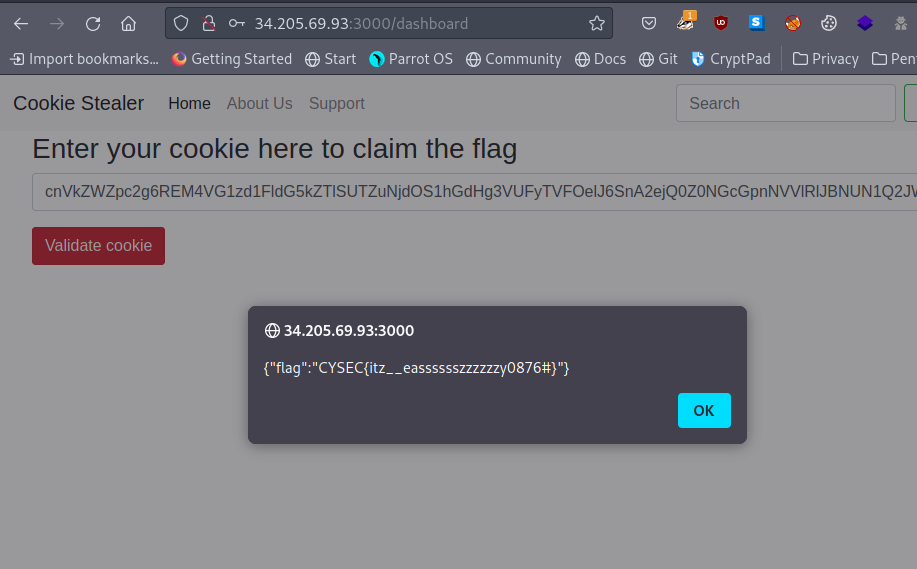 34.205.69.93:3000/dashboard
1
Import bookmarks... Getting Started Start Parrot OS Community Docs Git CryptPad Privacy Pen
Cookie Stealer Home About Us Support Search
Enter your cookie here to claim the flag
Validate cookie
34.205.69.93:3000
{"flag":"CYSEC{itz__easssssszzzzzzy0876#}"}
OK